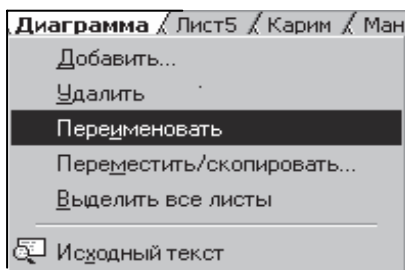 Диаграмма / Лист5 / Карим / Ман
Добавить...
Удалить
Переименовать
Переместить/скопировать...
Выделить все листы
Исходный текст